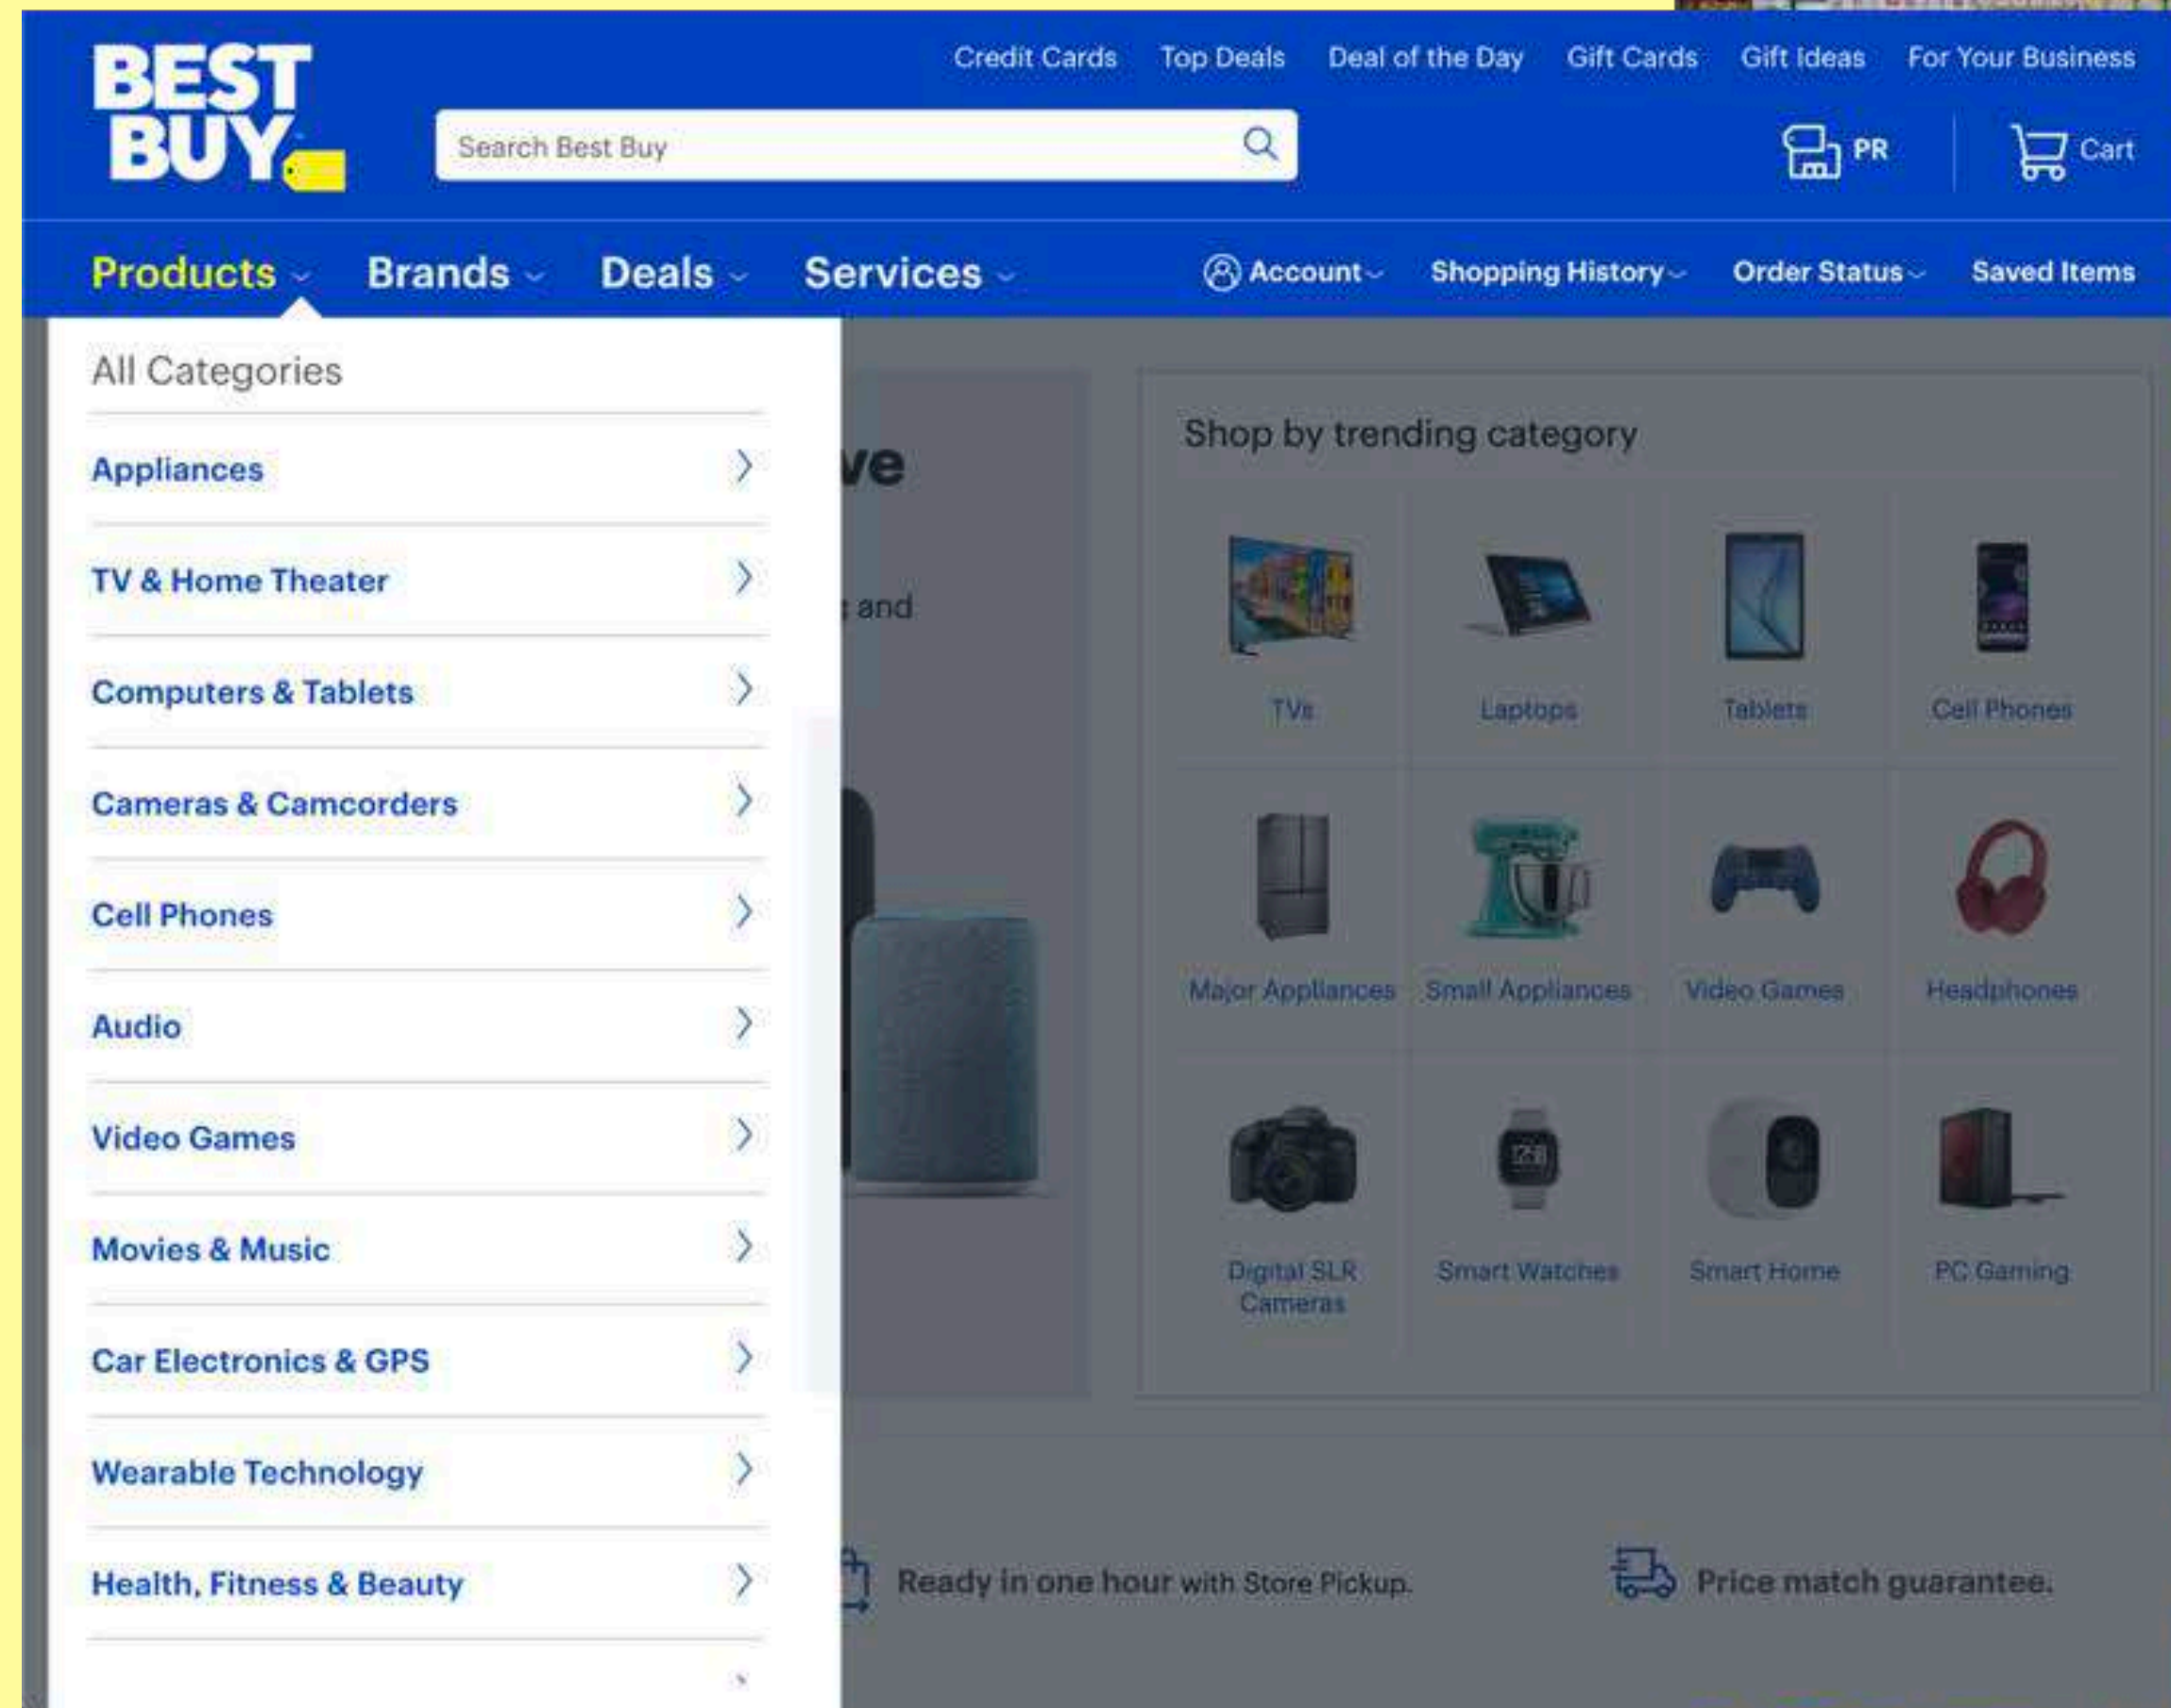 BEST
BUY
Credit Cards Top Deals Deal of the Day Gift Cards Gift Ideas For Your Business
Search Best Buy
PR
Cart
Products Brands Deals Services Account Shopping History Order Status Saved Items
All Categories
Appliances
TV & Home Theater
Computers & Tablets
Cameras & Camcorders
Cell Phones
Audio
Video Games
Movies & Music
Car Electronics & GPS
Wearable Technology
Health, Fitness & Beauty
ve
and
Shop by trending category
TVs Laptops Tablets Cell Phones
Major Appliances Small Appliances Video Games Headphones
Digital SLR Smart Watches Smart Home PC Gaming
Cameras
Ready in one hour with Store Pickup.
Price match guarantee.